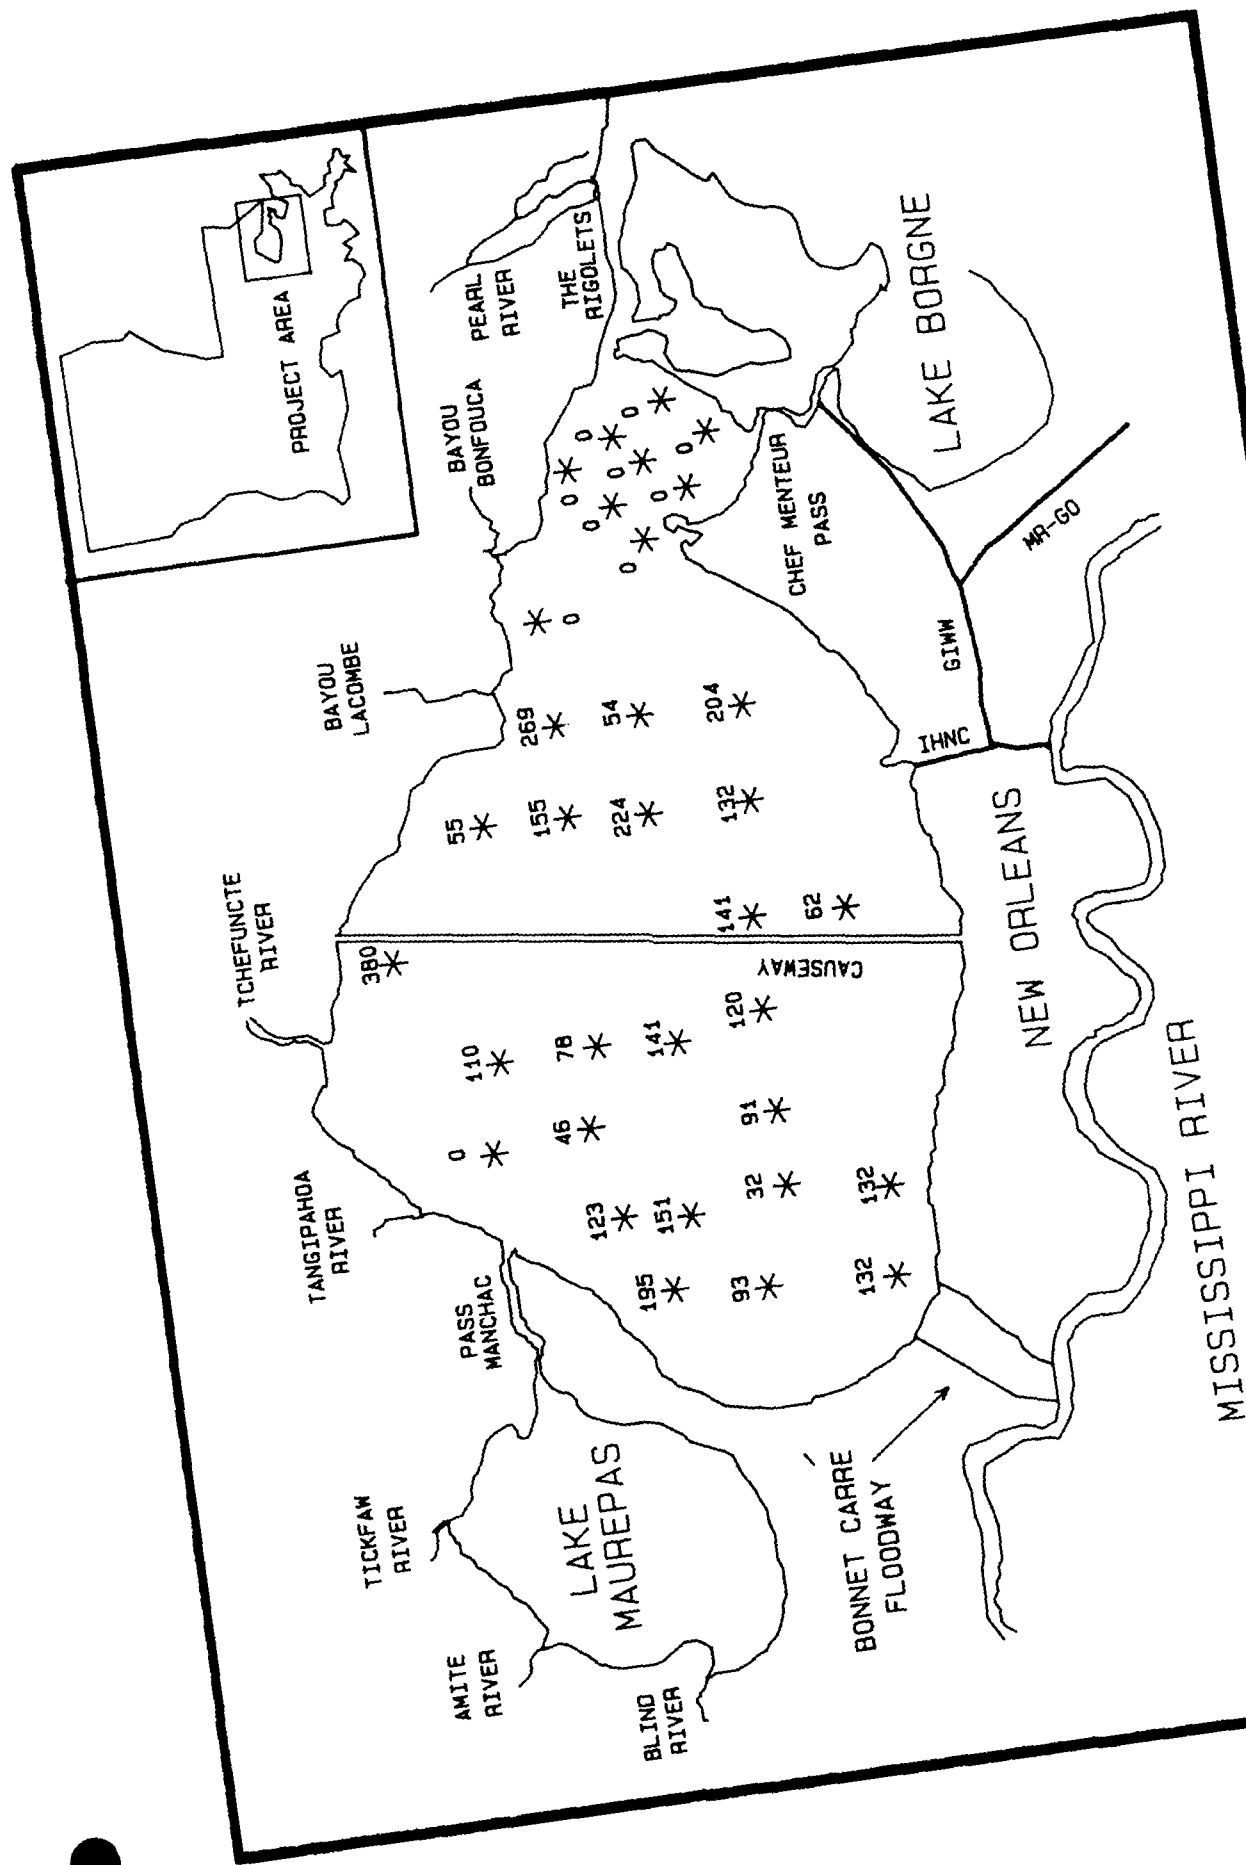 PROJECT AREA
PEARL
RIVER
THE
RIGOLETS
BAYOU
BONFOUCA
BAYOU
LACOMBE
TCHEFUNCTE
RIVER
TANGIPAHOA
RIVER
PASS
MANCHAC
TICKFAW
RIVER
AMITE
RIVER
BLIND
RIVER
LAKE
MAUREPAS
BONNET CARRE
FLOODWAY
MISSISSIPPI RIVER
NEW ORLEANS
CAUSEWAY
IHNC
GIWW
MR-GO
CHEF MENTEUR
PASS
LAKE BORGNE
195
93
132
123
151
32
132
0
46
91
110
78
141
120
380
141
62
55
155
224
132
269
54
204
0
0
0
0
0
0
0
0
0
0